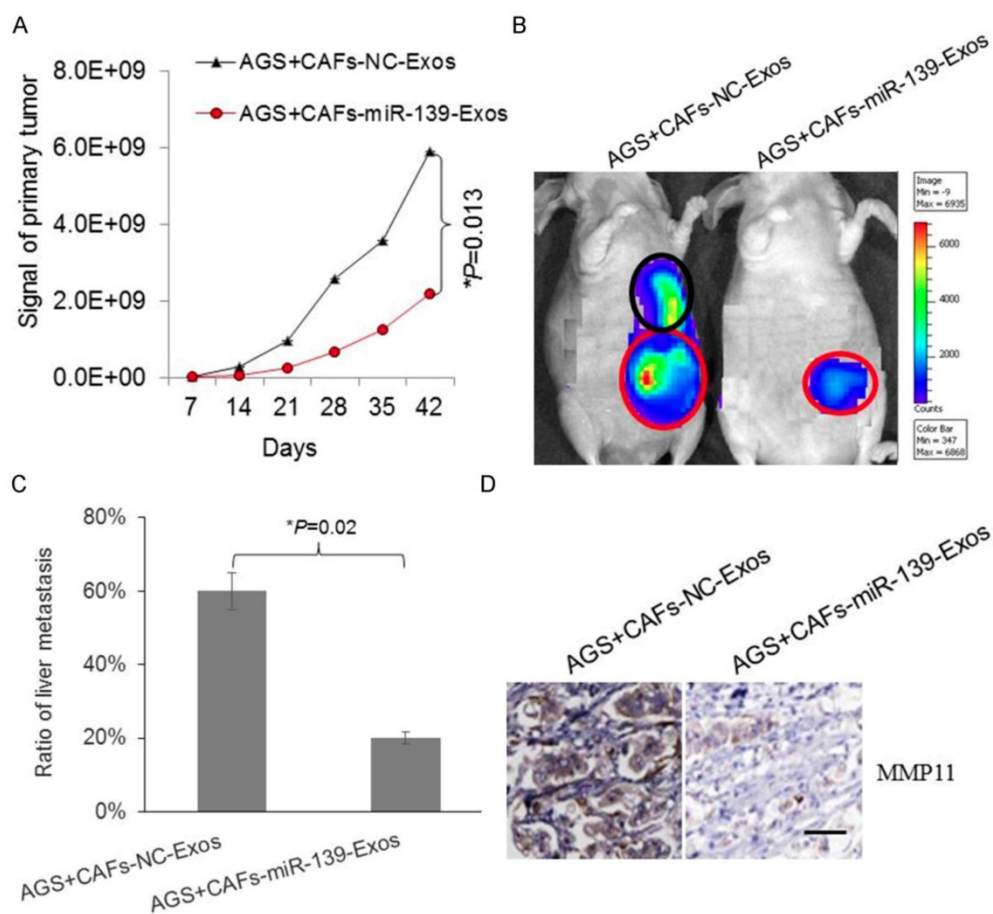 A
AGS+CAFs-NC-Exos
AGS+CAFs-miR-139-Exos
Signal of primary tumor
8.0E+09
6.0E+09
4.0E+09
2.0E+09
0.0E+00
*P=0.013
7 14 21 28 35 42
Days
B
AGS+CAFs-NC-Exos
AGS+CAFs-miR-139-Exos
Image
Min = -9
Max = 6935
6000
4000
2000
Counts
Color Bar
Min = 347
Max = 6868
C
Ratio of liver metastasis
80%
60%
40%
20%
0%
*P=0.02
AGS+CAFs-NC-Exos
AGS+CAFs-miR-139-Exos
D
AGS+CAFs-NC-Exos
AGS+CAFs-miR-139-Exos
MMP11